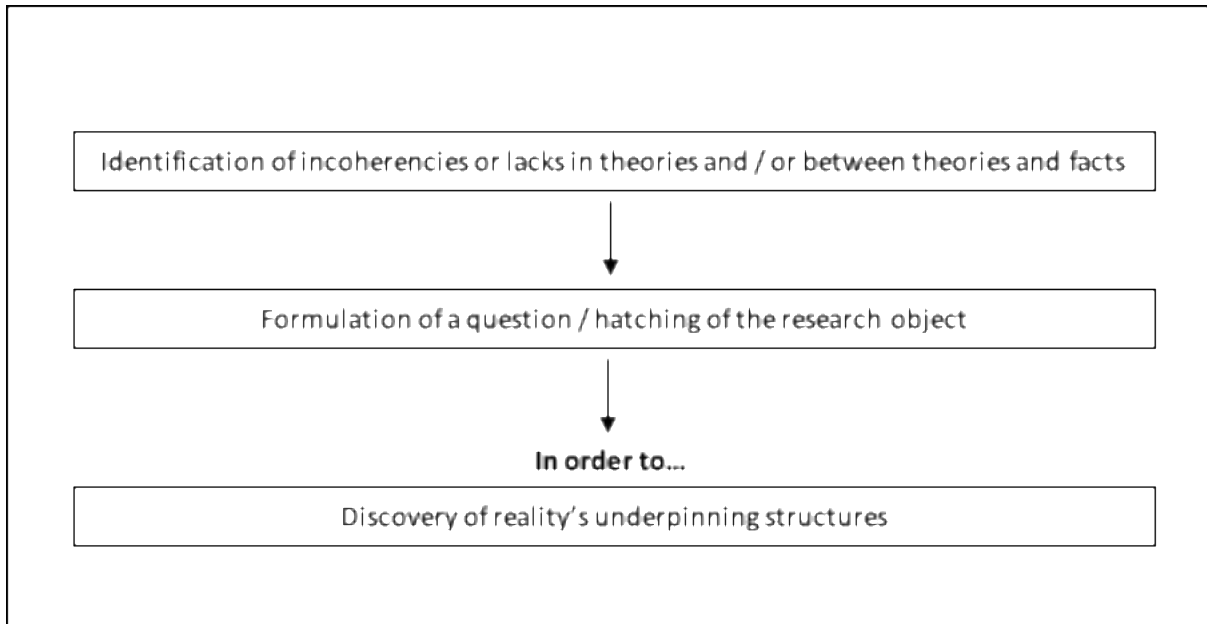 Identification of incoherencies or lacks in theories and / or between theories and facts
Formulation of a question / hatching of the research object
In order to...
Discovery of reality's underpinning structures